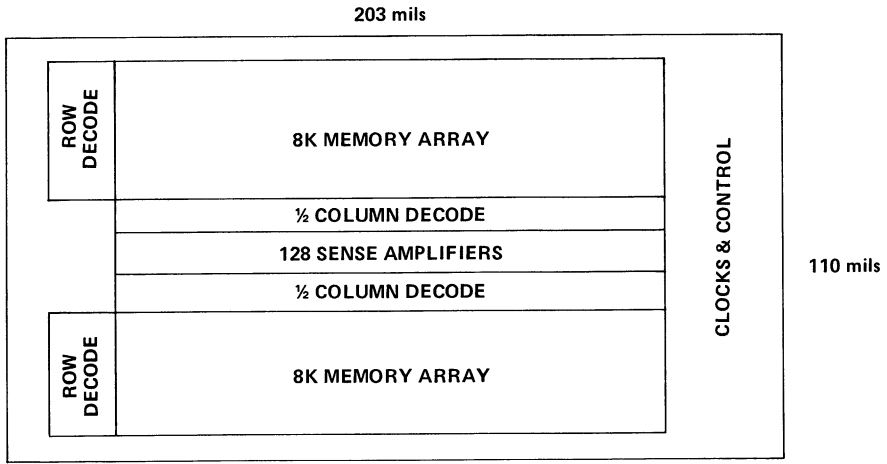 203 mils
ROW
DECODE
8K MEMORY ARRAY
½ COLUMN DECODE
128 SENSE AMPLIFIERS
½ COLUMN DECODE
ROW
DECODE
8K MEMORY ARRAY
CLOCKS & CONTROL
110 mils